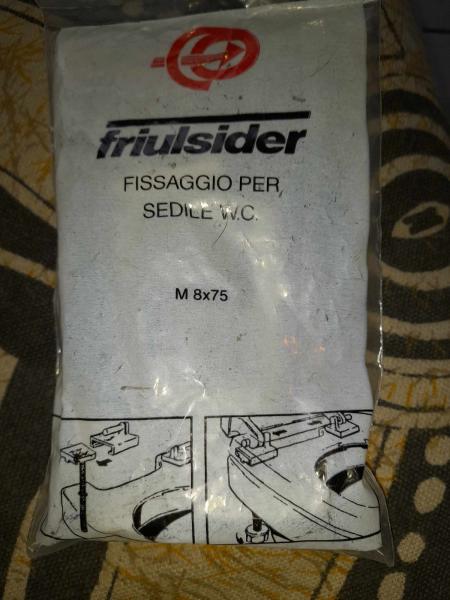 friulsider
FISSAGGIO PER
SEDILE W.C.
M 8x75